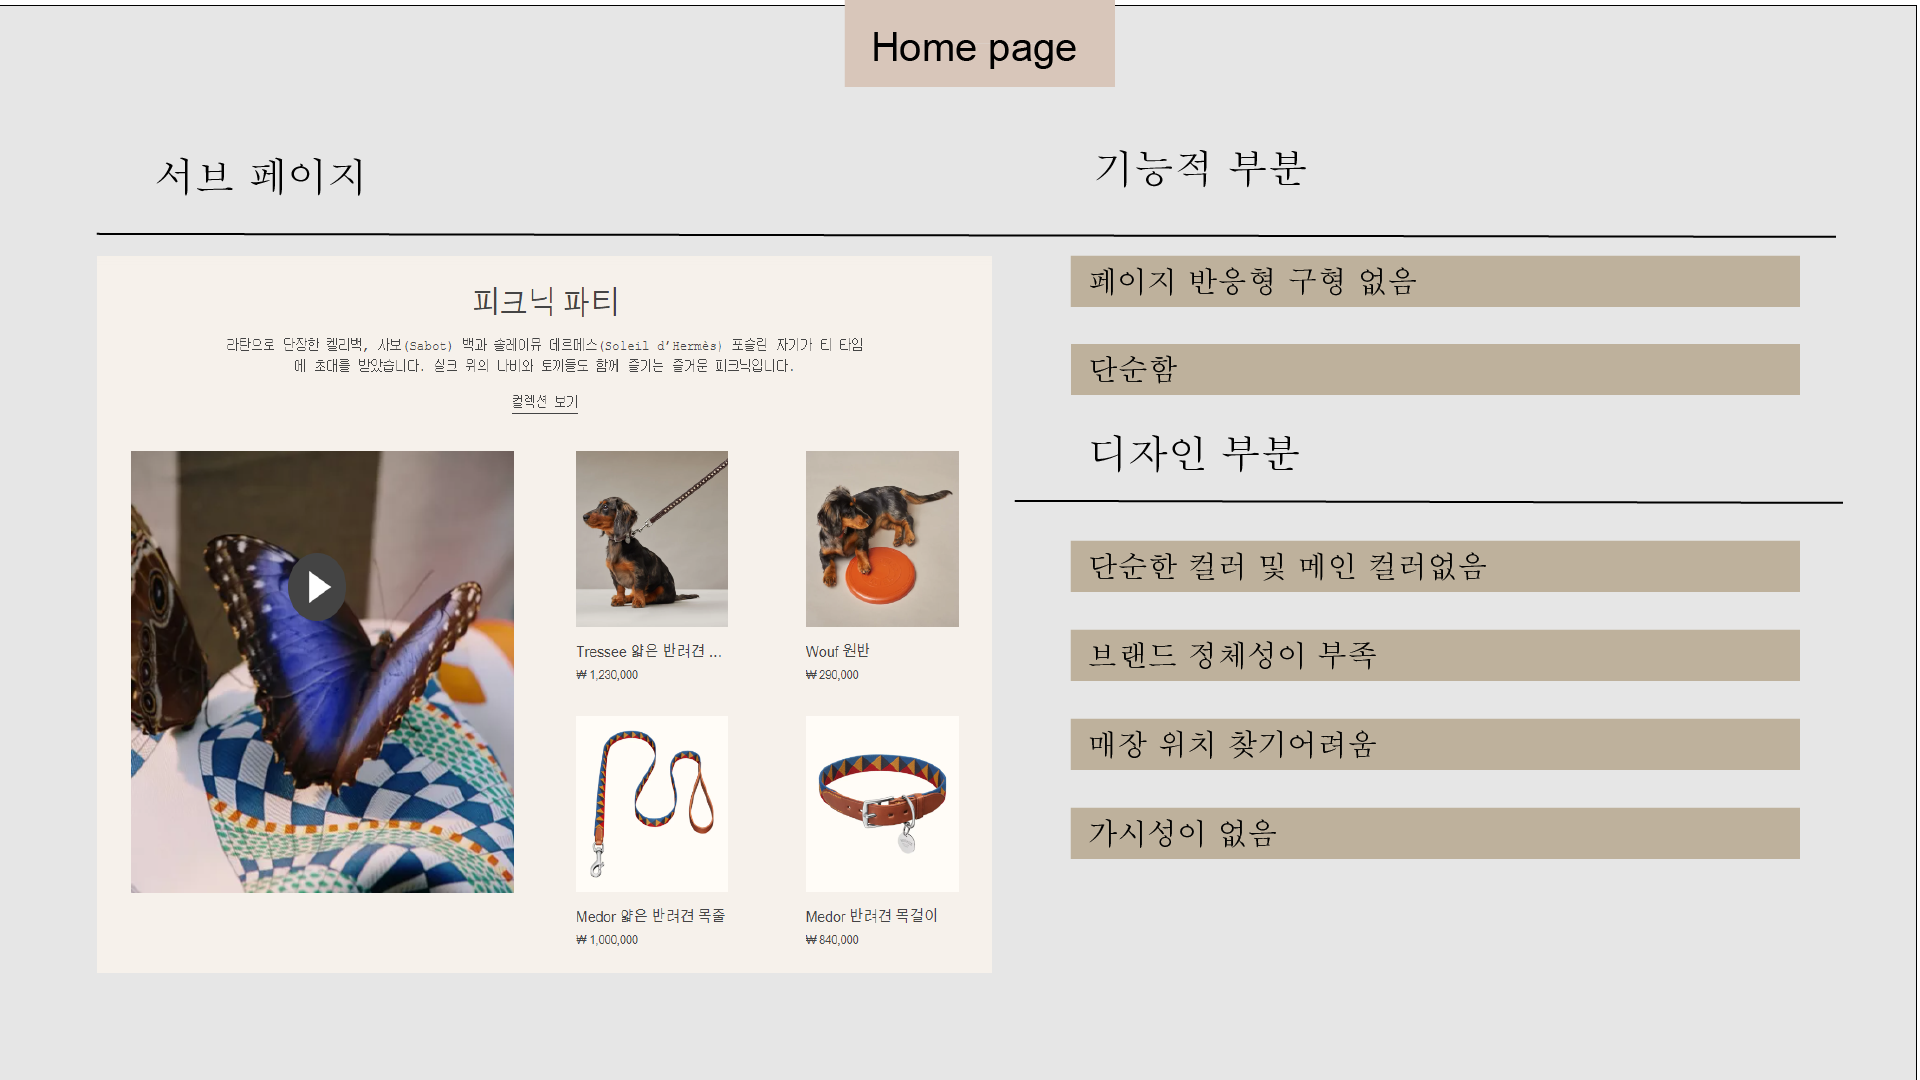 Home page
서브 페이지
피크닉 파티
라탄으로 단장한 켈리백, 사보(Sabot) 백과 솔레이듀 데르메스(Soleil d’Hermès) 포슬린 자기가 티 타임
에 초대를 받았습니다. 실크 위의 나비와 토끼들도 함께 즐기는 즐거운 피크닉입니다.
컬렉션 보기
Tressee 얇은 반려견 ...
₩ 1,230,000
Wouf 원반
₩ 290,000
Medor 얇은 반려견 목줄
₩ 1,000,000
Medor 반려견 목걸이
₩ 840,000
기능적 부분
페이지 반응형 구형 없음
단순함
디자인 부분
단순한 컬러 및 메인 컬러없음
브랜드 정체성이 부족
매장 위치 찾기어려움
가시성이 없음